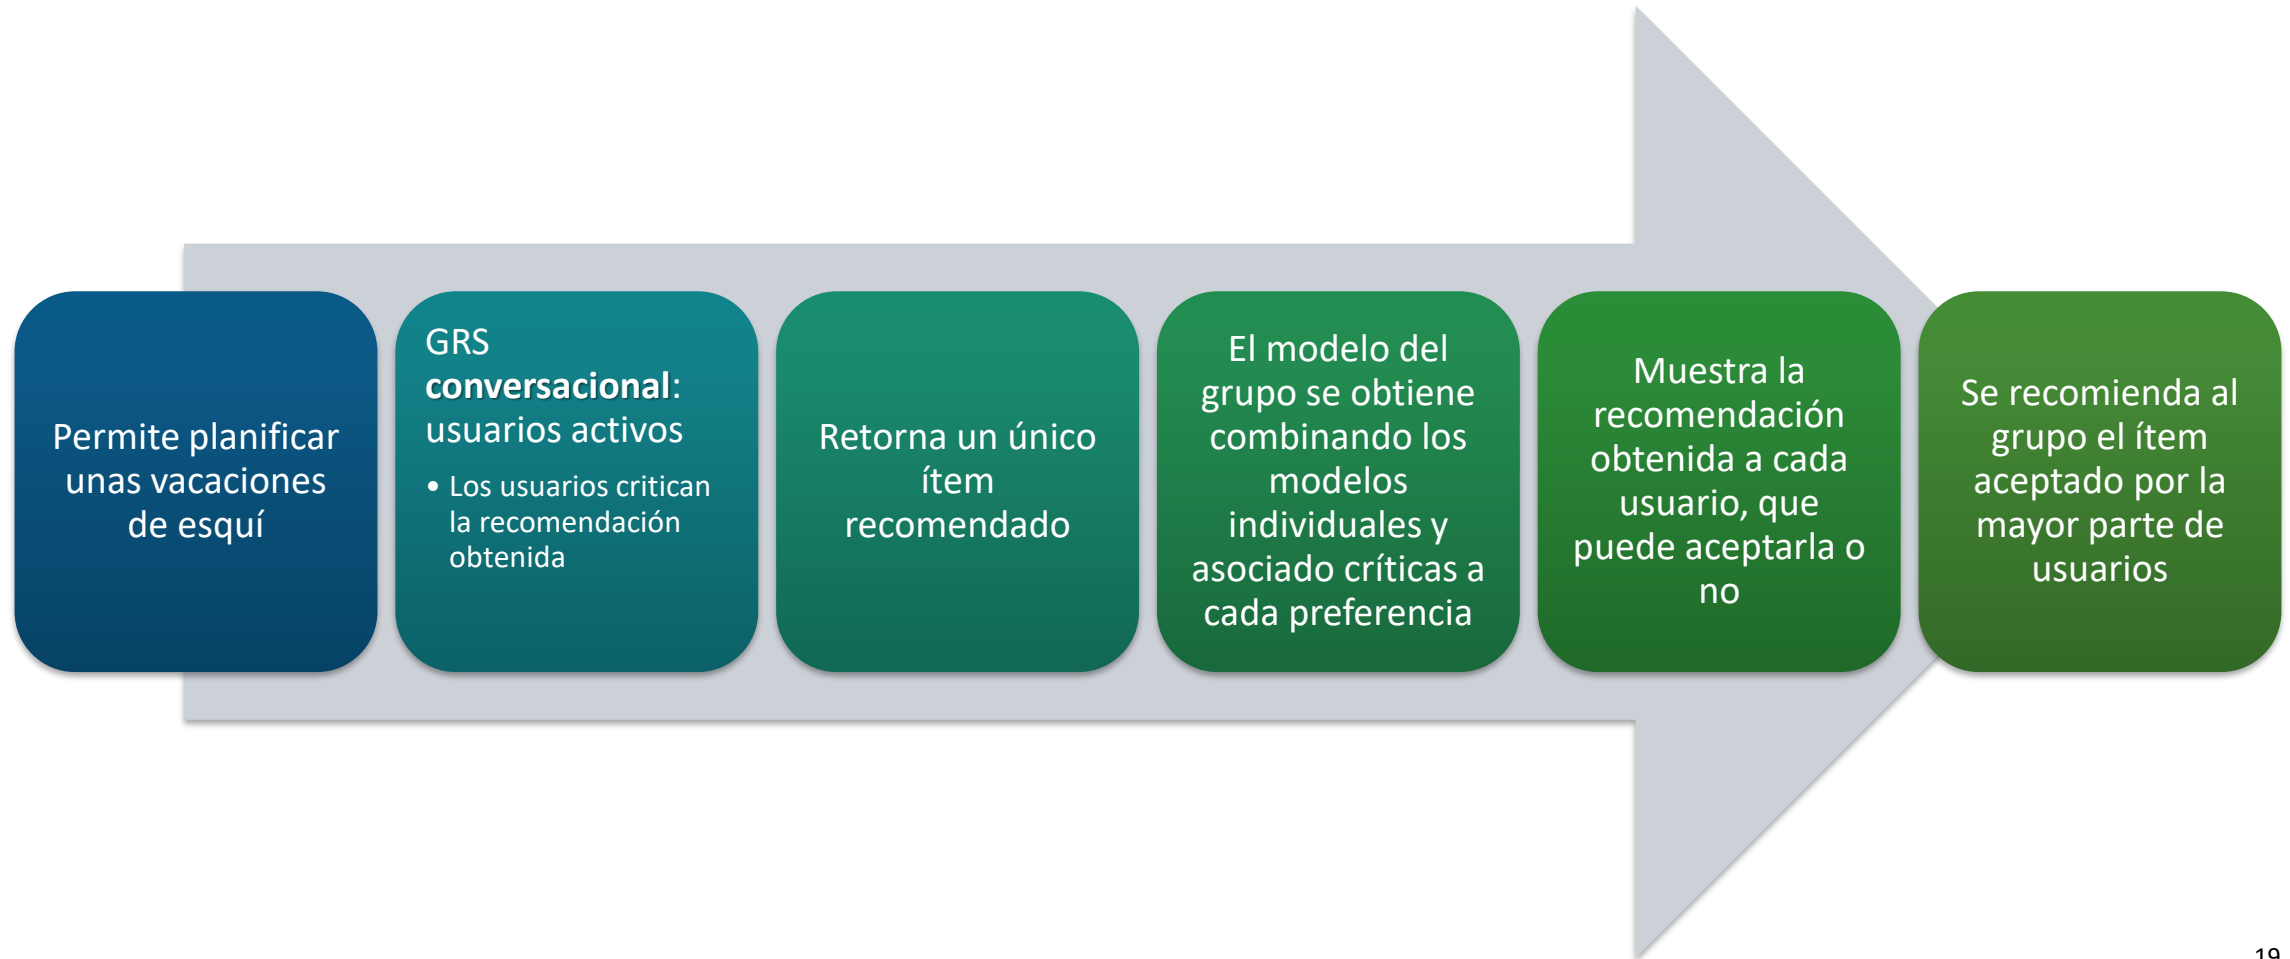 Permite planificar
unas vacaciones
de esquí
GRS
conversacional:
usuarios activos
• Los usuarios critican
la recomendación
obtenida
Retorna un único
ítem
recomendado
El modelo del
grupo se obtiene
combinando los
modelos
individuales y
asociado críticas a
cada preferencia
Muestra la
recomendación
obtenida a cada
usuario, que
puede aceptarla o
no
Se recomienda al
grupo el ítem
aceptado por la
mayor parte de
usuarios
19